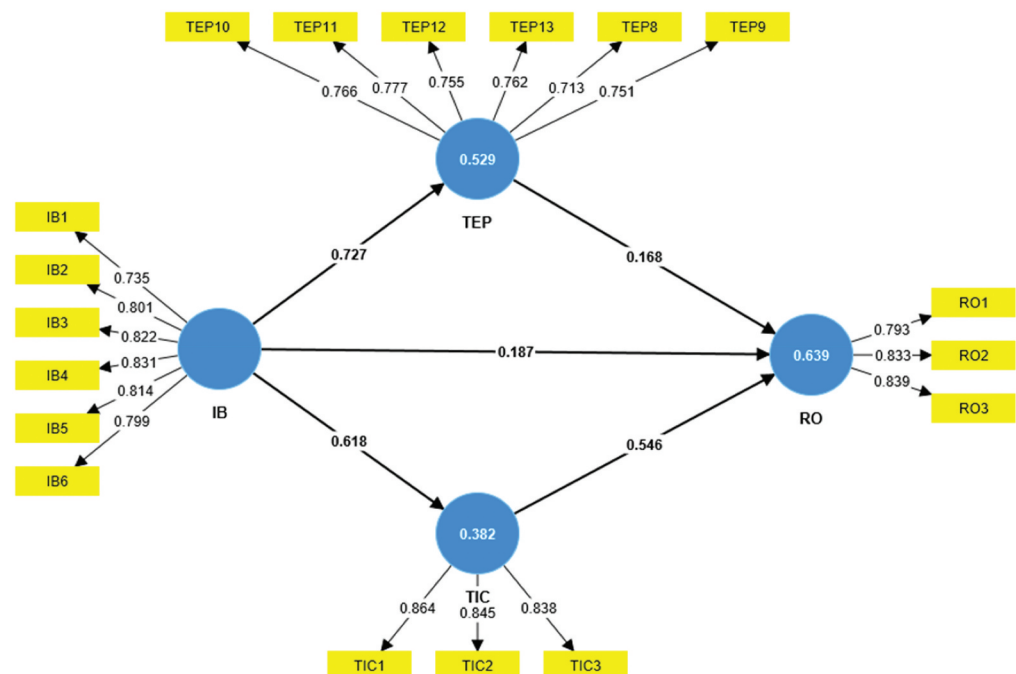 TEP10 TEP11 TEP12 TEP13 TEP8 TEP9
0.766 0.777 0.755 0.762 0.713 0.751
0.529
TEP
IB1
IB2
IB3
IB4
IB5
IB6
0.735
0.801
0.822
0.831
0.814
0.799
IB
0.727
0.187
0.618
0.168
0.546
0.639
RO
0.793
0.833
0.839
RO1
RO2
RO3
0.382
TIC
0.864 0.845 0.838
TIC1 TIC2 TIC3